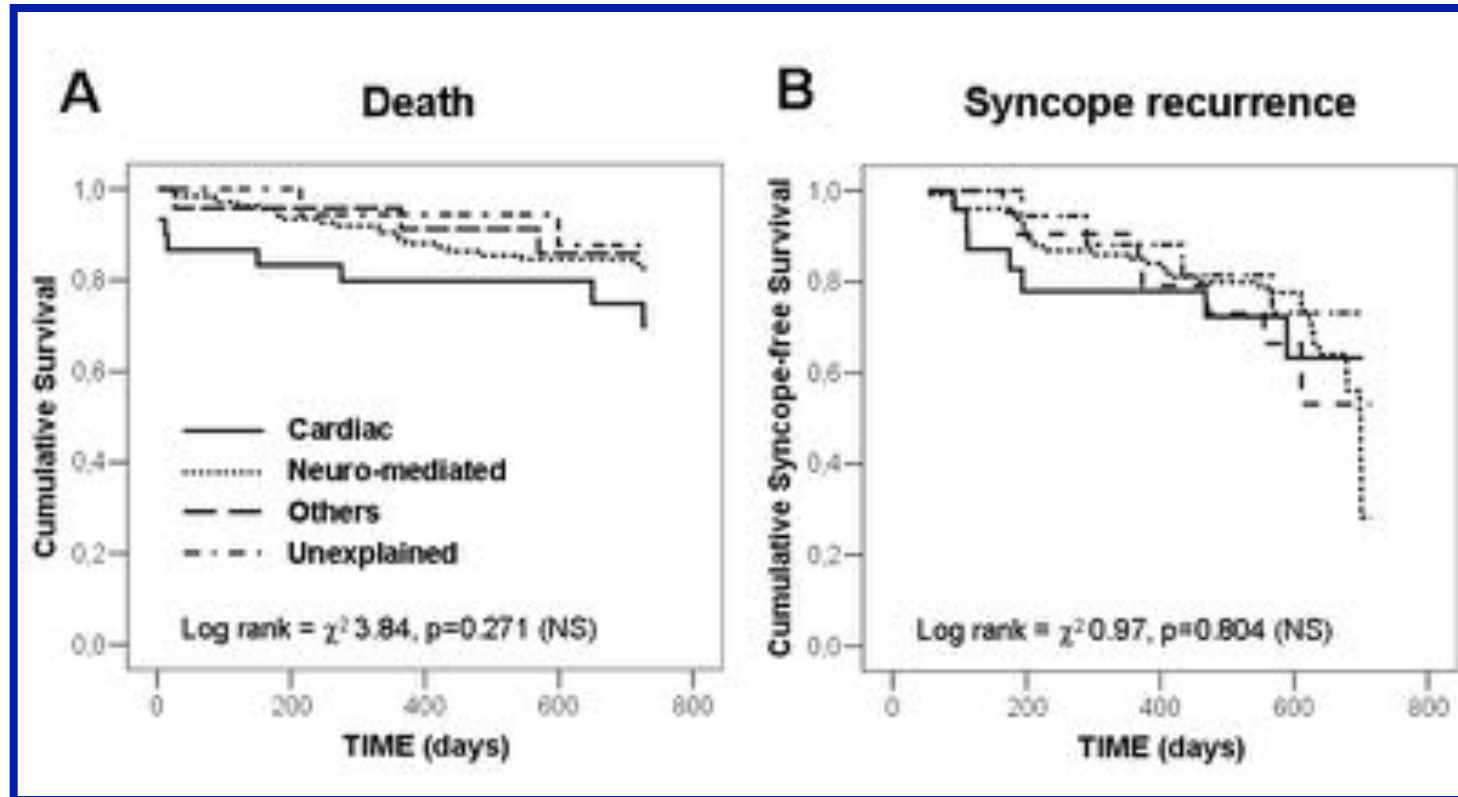 A
Death
Cumulative Survival
1,0
0,8
0,6
0,4
0,2
0,0
Cardiac
Neuro-mediated
Others
Unexplained
Log rank = χ² 3.84, p=0.271 (NS)
0 200 400 600 800
TIME (days)
B
Syncope recurrence
Cumulative Syncope-free Survival
1,0
0,8
0,6
0,4
0,2
0,0
Log rank = χ² 0.97, p=0.804 (NS)
0 200 400 600 800
TIME (days)